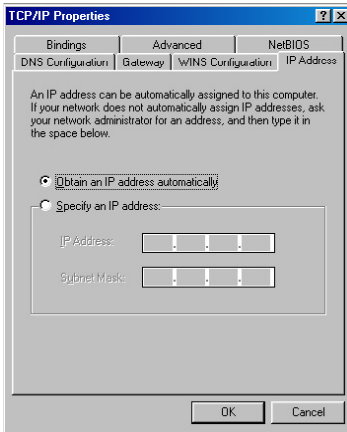 TCP/IP Properties
Bindings Advanced NetBIOS
DNS Configuration Gateway WINS Configuration IP Address
An IP address can be automatically assigned to this computer.
If your network does not automatically assign IP addresses, ask
your network administrator for an address, and then type it in
the space below.
Obtain an IP address automatically
Specify an IP address:
IP Address:
Subnet Mask:
OK Cancel